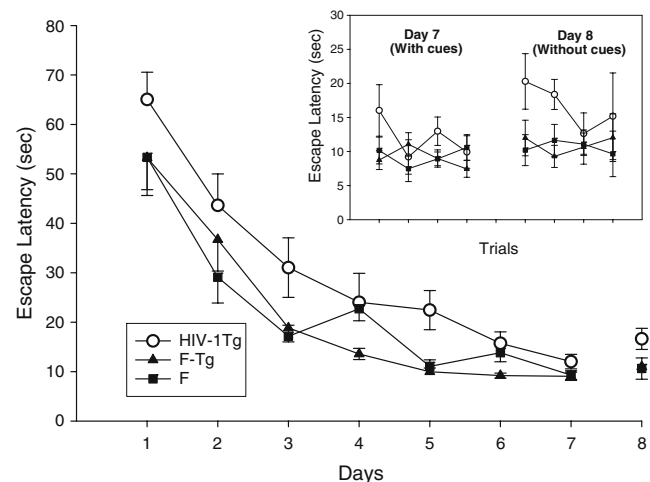 80
70
60
50
40
30
20
10
0
Escape Latency (sec)
1 2 3 4 5 6 7 8
Days
HIV-1Tg
F-Tg
F
30
25
20
15
10
5
0
Escape Latency (sec)
Day 7
(With cues)
Day 8
(Without cues)
Trials